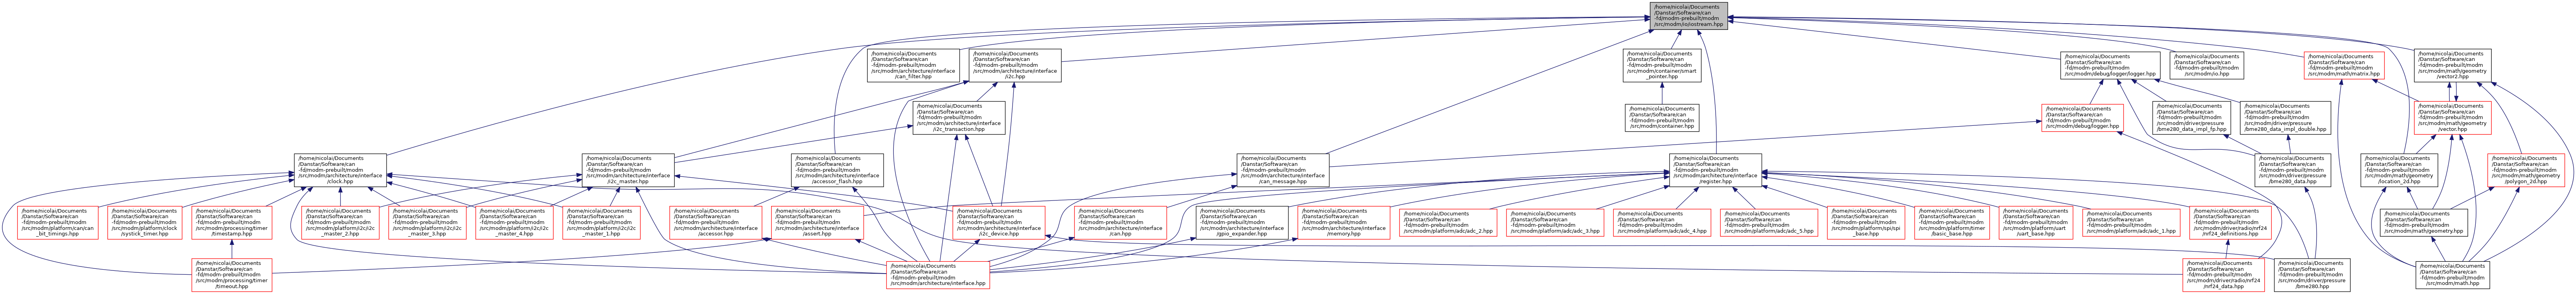 /home/nicolai/Documents
/Danstar/Software/can
-fd/modm-prebuilt/modm
/src/modm/io/iostream.hpp
/home/nicolai/Documents
/Danstar/Software/can
-fd/modm-prebuilt/modm
/src/modm/architecture/interface
/can_filter.hpp
/home/nicolai/Documents
/Danstar/Software/can
-fd/modm-prebuilt/modm
/src/modm/architecture/interface
/i2c.hpp
/home/nicolai/Documents
/Danstar/Software/can
-fd/modm-prebuilt/modm
/src/modm/container/smart
_pointer.hpp
/home/nicolai/Documents
/Danstar/Software/can
-fd/modm-prebuilt/modm
/src/modm/debug/logger/logger.hpp
/home/nicolai/Documents
/Danstar/Software/can
-fd/modm-prebuilt/modm
/src/modm/io.hpp
/home/nicolai/Documents
/Danstar/Software/can
-fd/modm-prebuilt/modm
/src/modm/math/matrix.hpp
/home/nicolai/Documents
/Danstar/Software/can
-fd/modm-prebuilt/modm
/src/modm/math/geometry
/vector2.hpp
/home/nicolai/Documents
/Danstar/Software/can
-fd/modm-prebuilt/modm
/src/modm/architecture/interface
/i2c_transaction.hpp
/home/nicolai/Documents
/Danstar/Software/can
-fd/modm-prebuilt/modm
/src/modm/container.hpp
/home/nicolai/Documents
/Danstar/Software/can
-fd/modm-prebuilt/modm
/src/modm/debug/logger.hpp
/home/nicolai/Documents
/Danstar/Software/can
-fd/modm-prebuilt/modm
/src/modm/driver/pressure
/bme280_data_impl_fp.hpp
/home/nicolai/Documents
/Danstar/Software/can
-fd/modm-prebuilt/modm
/src/modm/driver/pressure
/bme280_data_impl_double.hpp
/home/nicolai/Documents
/Danstar/Software/can
-fd/modm-prebuilt/modm
/src/modm/math/geometry
/vector.hpp
/home/nicolai/Documents
/Danstar/Software/can
-fd/modm-prebuilt/modm
/src/modm/architecture/interface
/clock.hpp
/home/nicolai/Documents
/Danstar/Software/can
-fd/modm-prebuilt/modm
/src/modm/architecture/interface
/i2c_master.hpp
/home/nicolai/Documents
/Danstar/Software/can
-fd/modm-prebuilt/modm
/src/modm/architecture/interface
/accessor_flash.hpp
/home/nicolai/Documents
/Danstar/Software/can
-fd/modm-prebuilt/modm
/src/modm/architecture/interface
/can_message.hpp
/home/nicolai/Documents
/Danstar/Software/can
-fd/modm-prebuilt/modm
/src/modm/architecture/interface
/register.hpp
/home/nicolai/Documents
/Danstar/Software/can
-fd/modm-prebuilt/modm
/src/modm/driver/pressure
/bme280_data.hpp
/home/nicolai/Documents
/Danstar/Software/can
-fd/modm-prebuilt/modm
/src/modm/math/geometry
/location_2d.hpp
/home/nicolai/Documents
/Danstar/Software/can
-fd/modm-prebuilt/modm
/src/modm/math/geometry
/polygon_2d.hpp
/home/nicolai/Documents
/Danstar/Software/can
-fd/modm-prebuilt/modm
/src/modm/platform/can/can
_bit_timings.hpp
/home/nicolai/Documents
/Danstar/Software/can
-fd/modm-prebuilt/modm
/src/modm/platform/clock
/systick_timer.hpp
/home/nicolai/Documents
/Danstar/Software/can
-fd/modm-prebuilt/modm
/src/modm/processing/timer
/timestamp.hpp
/home/nicolai/Documents
/Danstar/Software/can
-fd/modm-prebuilt/modm
/src/modm/platform/i2c/i2c
_master_2.hpp
/home/nicolai/Documents
/Danstar/Software/can
-fd/modm-prebuilt/modm
/src/modm/platform/i2c/i2c
_master_3.hpp
/home/nicolai/Documents
/Danstar/Software/can
-fd/modm-prebuilt/modm
/src/modm/platform/i2c/i2c
_master_4.hpp
/home/nicolai/Documents
/Danstar/Software/can
-fd/modm-prebuilt/modm
/src/modm/platform/i2c/i2c
_master_1.hpp
/home/nicolai/Documents
/Danstar/Software/can
-fd/modm-prebuilt/modm
/src/modm/architecture/interface
/accessor.hpp
/home/nicolai/Documents
/Danstar/Software/can
-fd/modm-prebuilt/modm
/src/modm/architecture/interface
/assert.hpp
/home/nicolai/Documents
/Danstar/Software/can
-fd/modm-prebuilt/modm
/src/modm/architecture/interface
/i2c_device.hpp
/home/nicolai/Documents
/Danstar/Software/can
-fd/modm-prebuilt/modm
/src/modm/architecture/interface
/can.hpp
/home/nicolai/Documents
/Danstar/Software/can
-fd/modm-prebuilt/modm
/src/modm/architecture/interface
/gpio_expander.hpp
/home/nicolai/Documents
/Danstar/Software/can
-fd/modm-prebuilt/modm
/src/modm/architecture/interface
/memory.hpp
/home/nicolai/Documents
/Danstar/Software/can
-fd/modm-prebuilt/modm
/src/modm/platform/adc/adc_2.hpp
/home/nicolai/Documents
/Danstar/Software/can
-fd/modm-prebuilt/modm
/src/modm/platform/adc/adc_3.hpp
/home/nicolai/Documents
/Danstar/Software/can
-fd/modm-prebuilt/modm
/src/modm/platform/adc/adc_4.hpp
/home/nicolai/Documents
/Danstar/Software/can
-fd/modm-prebuilt/modm
/src/modm/platform/adc/adc_5.hpp
/home/nicolai/Documents
/Danstar/Software/can
-fd/modm-prebuilt/modm
/src/modm/platform/spi/spi
_base.hpp
/home/nicolai/Documents
/Danstar/Software/can
-fd/modm-prebuilt/modm
/src/modm/platform/timer
/basic_base.hpp
/home/nicolai/Documents
/Danstar/Software/can
-fd/modm-prebuilt/modm
/src/modm/platform/uart
/uart_base.hpp
/home/nicolai/Documents
/Danstar/Software/can
-fd/modm-prebuilt/modm
/src/modm/platform/adc/adc_1.hpp
/home/nicolai/Documents
/Danstar/Software/can
-fd/modm-prebuilt/modm
/src/modm/driver/radio/nrf24
/nrf24_definitions.hpp
/home/nicolai/Documents
/Danstar/Software/can
-fd/modm-prebuilt/modm
/src/modm/math/geometry.hpp
/home/nicolai/Documents
/Danstar/Software/can
-fd/modm-prebuilt/modm
/src/modm/processing/timer
/timeout.hpp
/home/nicolai/Documents
/Danstar/Software/can
-fd/modm-prebuilt/modm
/src/modm/architecture/interface.hpp
/home/nicolai/Documents
/Danstar/Software/can
-fd/modm-prebuilt/modm
/src/modm/driver/radio/nrf24
/nrf24_data.hpp
/home/nicolai/Documents
/Danstar/Software/can
-fd/modm-prebuilt/modm
/src/modm/driver/pressure
/bme280.hpp
/home/nicolai/Documents
/Danstar/Software/can
-fd/modm-prebuilt/modm
/src/modm/math.hpp